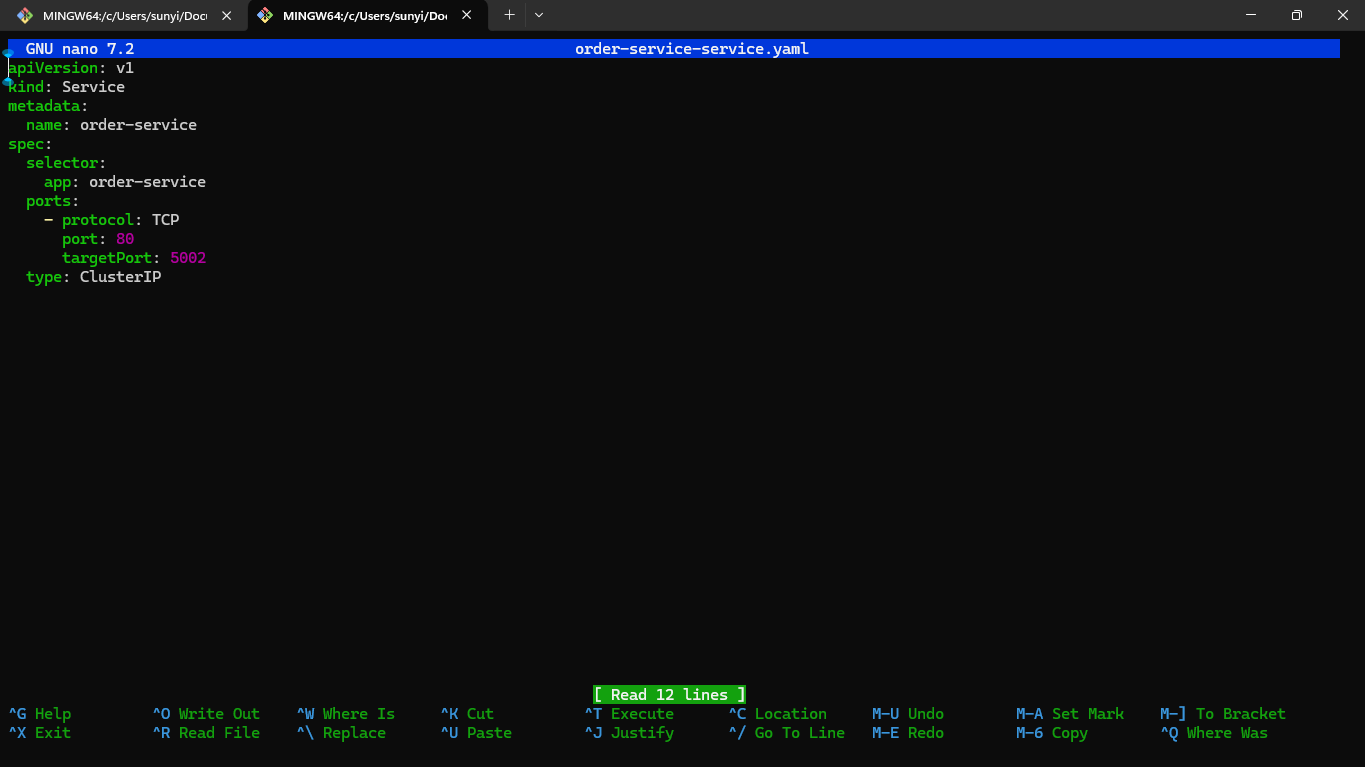 MINGW64:/c/Users/sunyi/Docu MINGW64:/c/Users/sunyi/Doc
GNU nano 7.2 order-service-service.yaml
apiVersion: v1
kind: Service
metadata:
  name: order-service
spec:
  selector:
    app: order-service
  ports:
    - protocol: TCP
      port: 80
      targetPort: 5002
  type: ClusterIP
[ Read 12 lines ]
^G Help ^O Write Out ^W Where Is ^K Cut ^T Execute ^C Location M-U Undo M-A Set Mark M-] To Bracket
^X Exit ^R Read File ^\ Replace ^U Paste ^J Justify ^/ Go To Line M-E Redo M-6 Copy ^Q Where Was